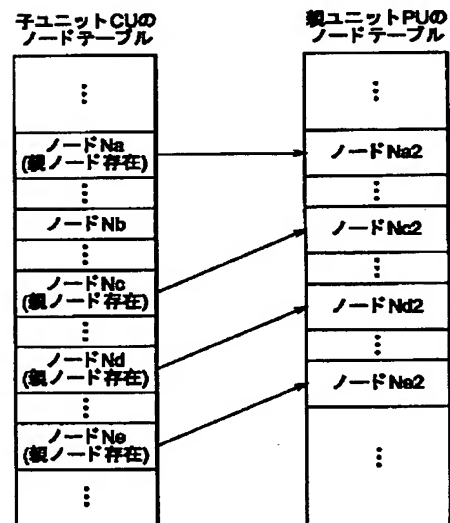 子ユニットCUの
ノードテーブル
親ユニットPUの
ノードテーブル
ノードNa
(親ノード存在)
ノードNb
ノードNc
(親ノード存在)
ノードNd
(親ノード存在)
ノードNe
(親ノード存在)
ノードNa2
ノードNc2
ノードNd2
ノードNe2